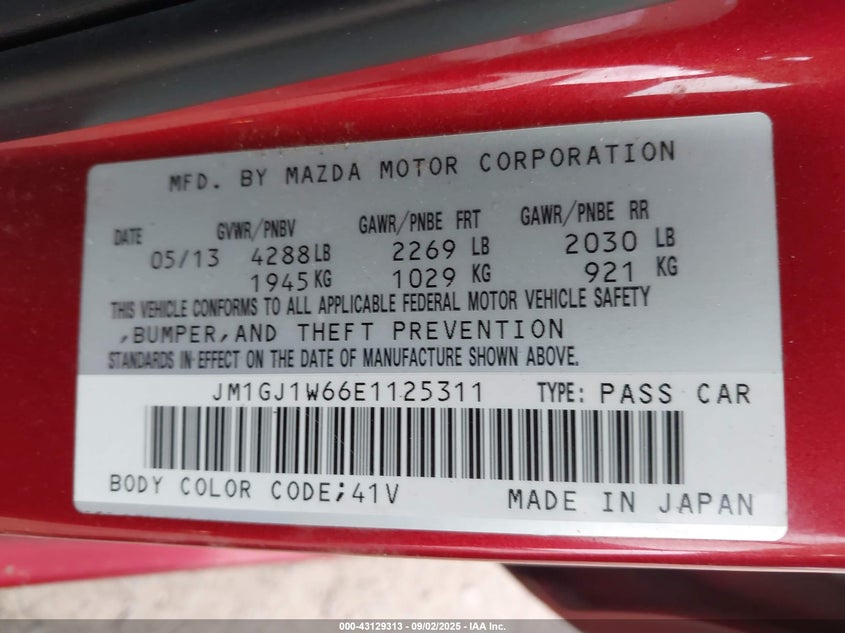 MFD. BY MAZDA MOTOR CORPORATION
DATE GVWR/PNBV GAWR/PNBE FRT GAWR/PNBE RR
05/13 4288 LB 2269 LB 2030 LB
1945 KG 1029 KG 921 KG
THIS VEHICLE CONFORMS TO ALL APPLICABLE FEDERAL MOTOR VEHICLE SAFETY
,BUMPER,AND THEFT PREVENTION
STANDARDS IN EFFECT ON THE DATE OF MANUFACTURE SHOWN ABOVE.
JM1GJ1W66E1125311 TYPE: PASS CAR
BODY COLOR CODE;41V MADE IN JAPAN
000-43129313 - 09/02/2025 - IAA Inc.